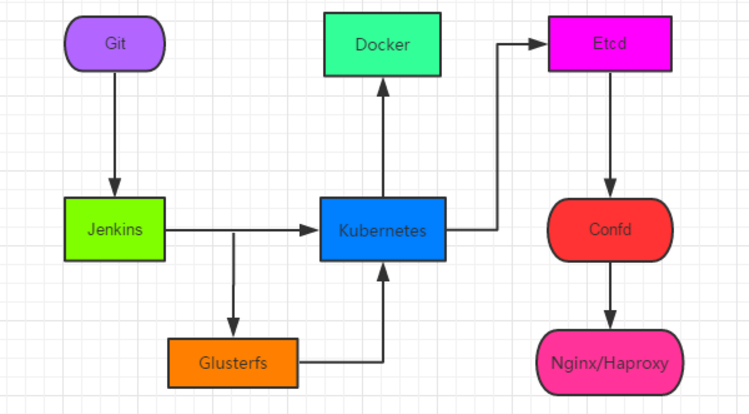 Git
Docker
Etcd
Jenkins
Kubernetes
Confd
Glusterfs
Nginx/Haproxy